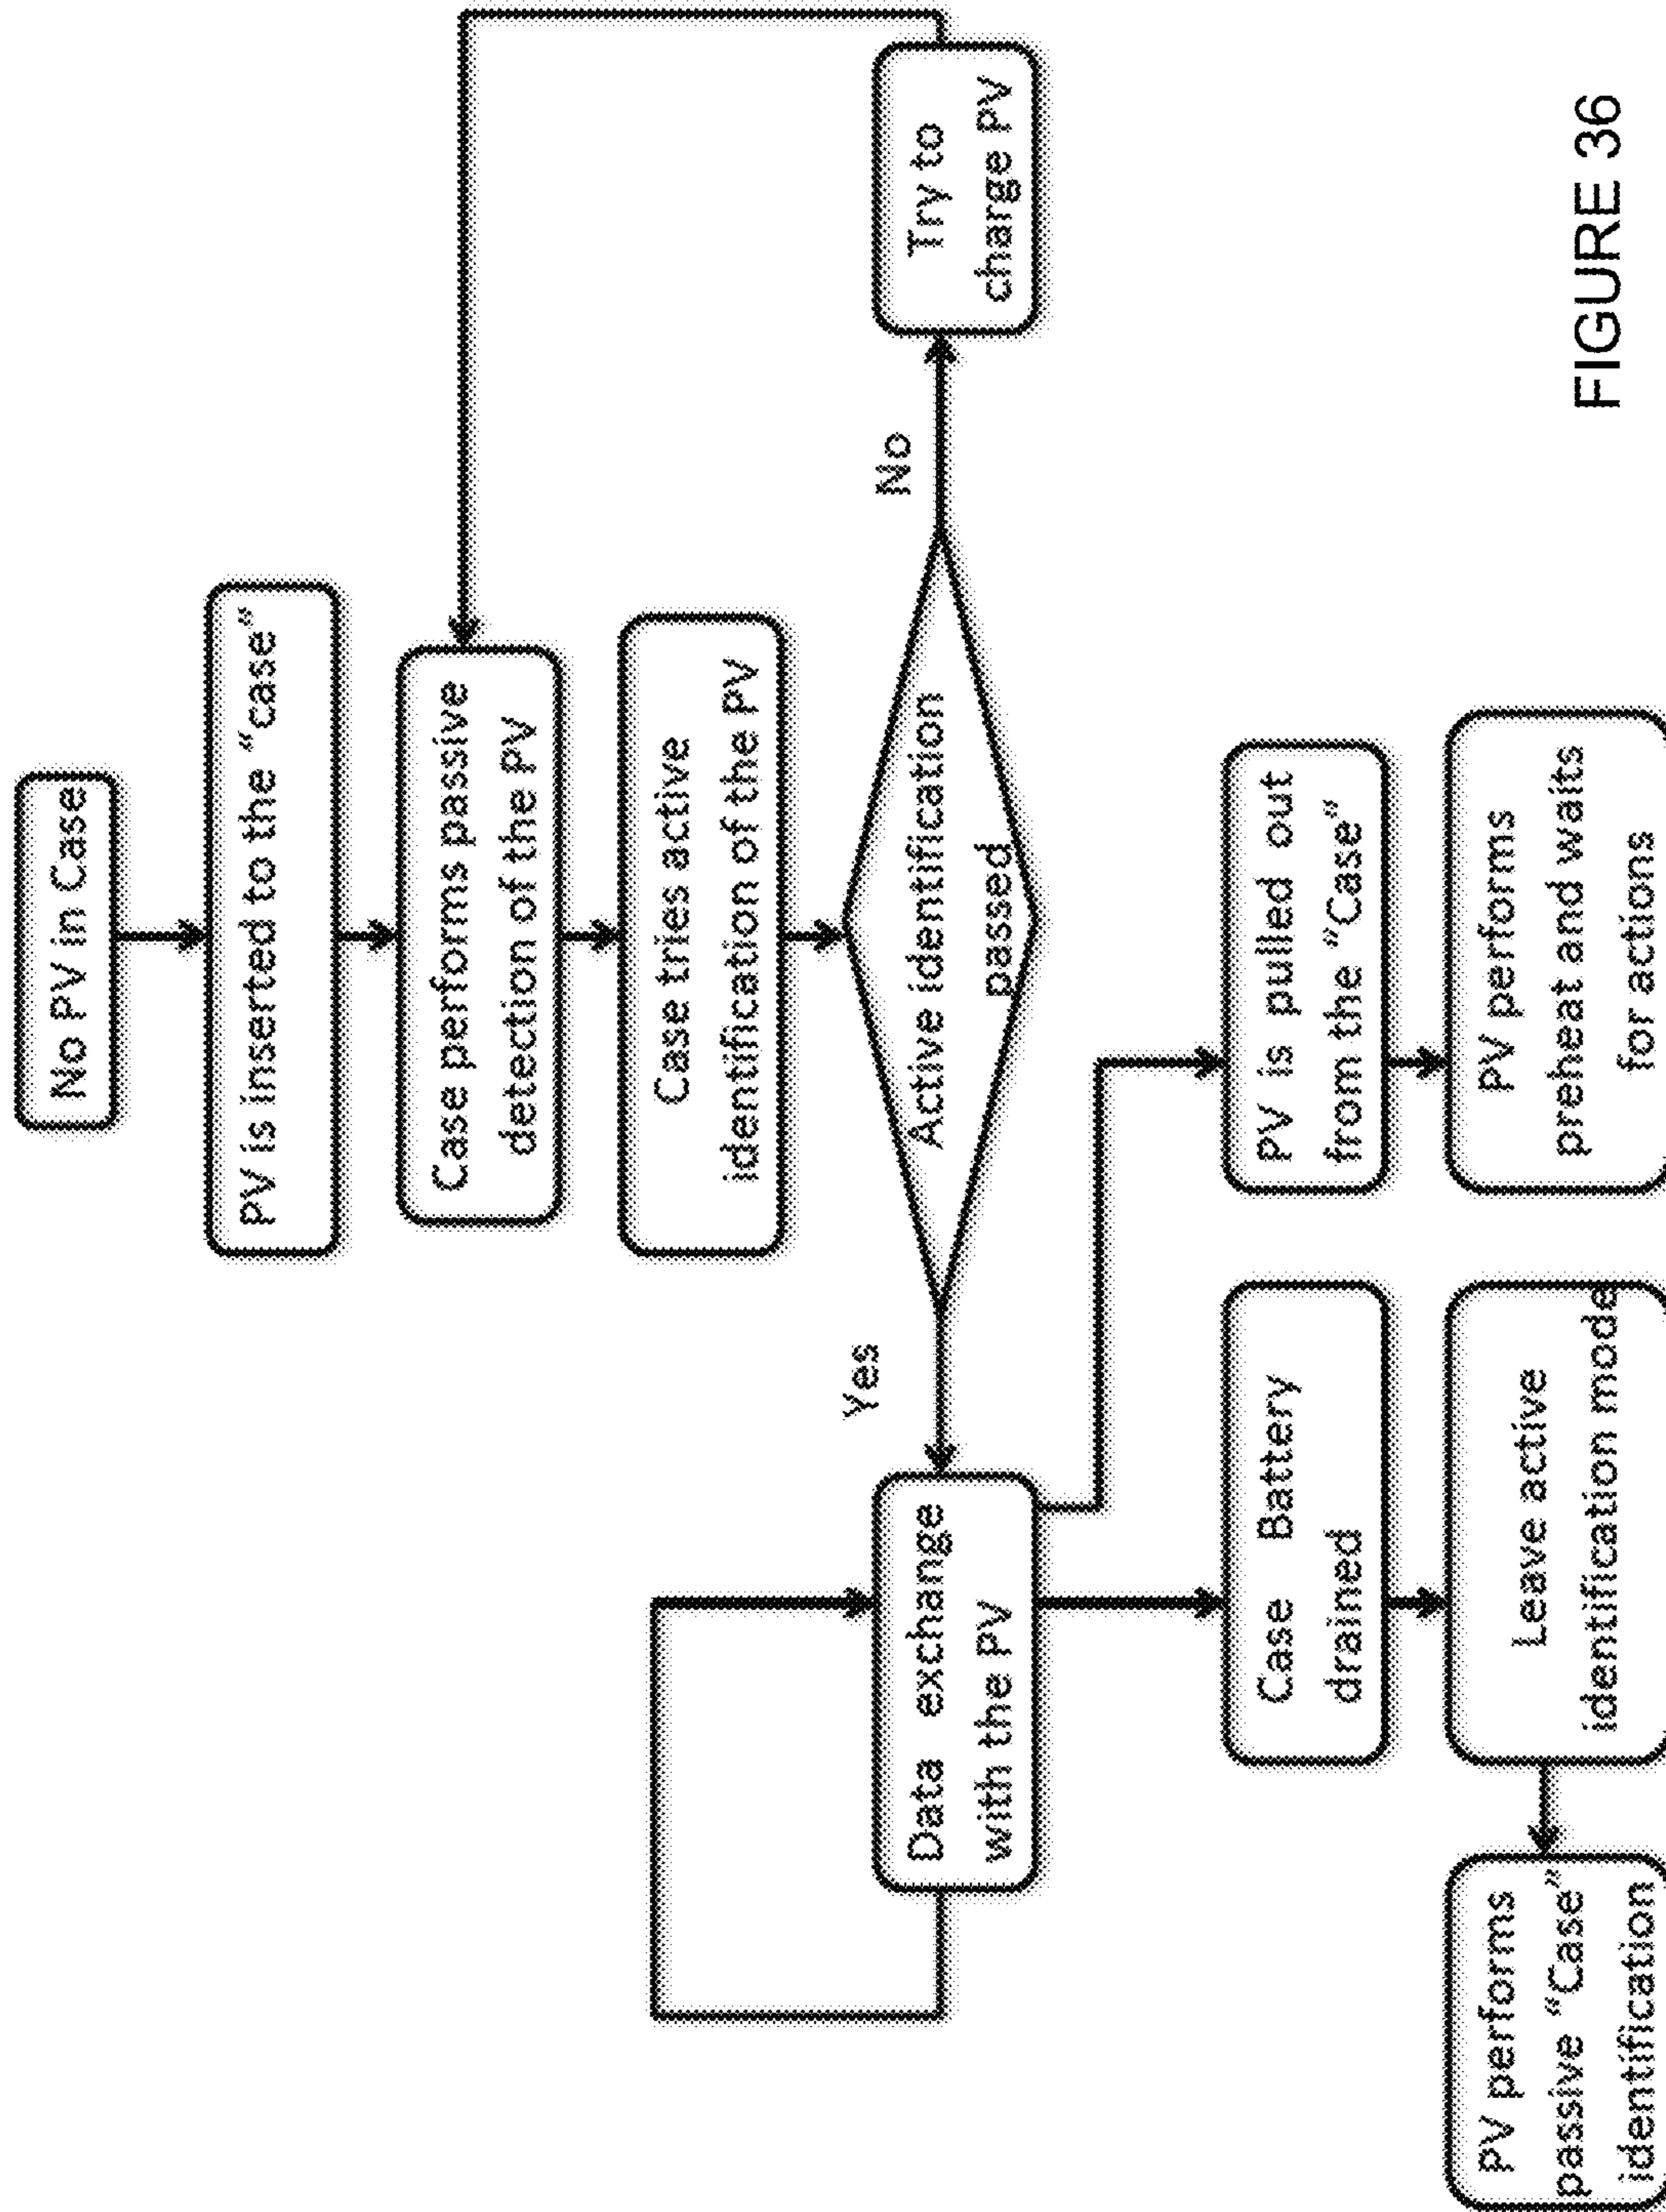 No PV in Case
PV is inserted to the "case"
Case performs passive
detection of the PV
Case tries active
identification of the PV
Active identification
passed
Yes
No
Data exchange
with the PV
Try to
charge PV
Case Battery
drained
PV is pulled out
from the "Case"
PV performs
passive "Case"
identification
Leave active
identification mode
PV performs
preheat and waits
for actions
FIGURE 36